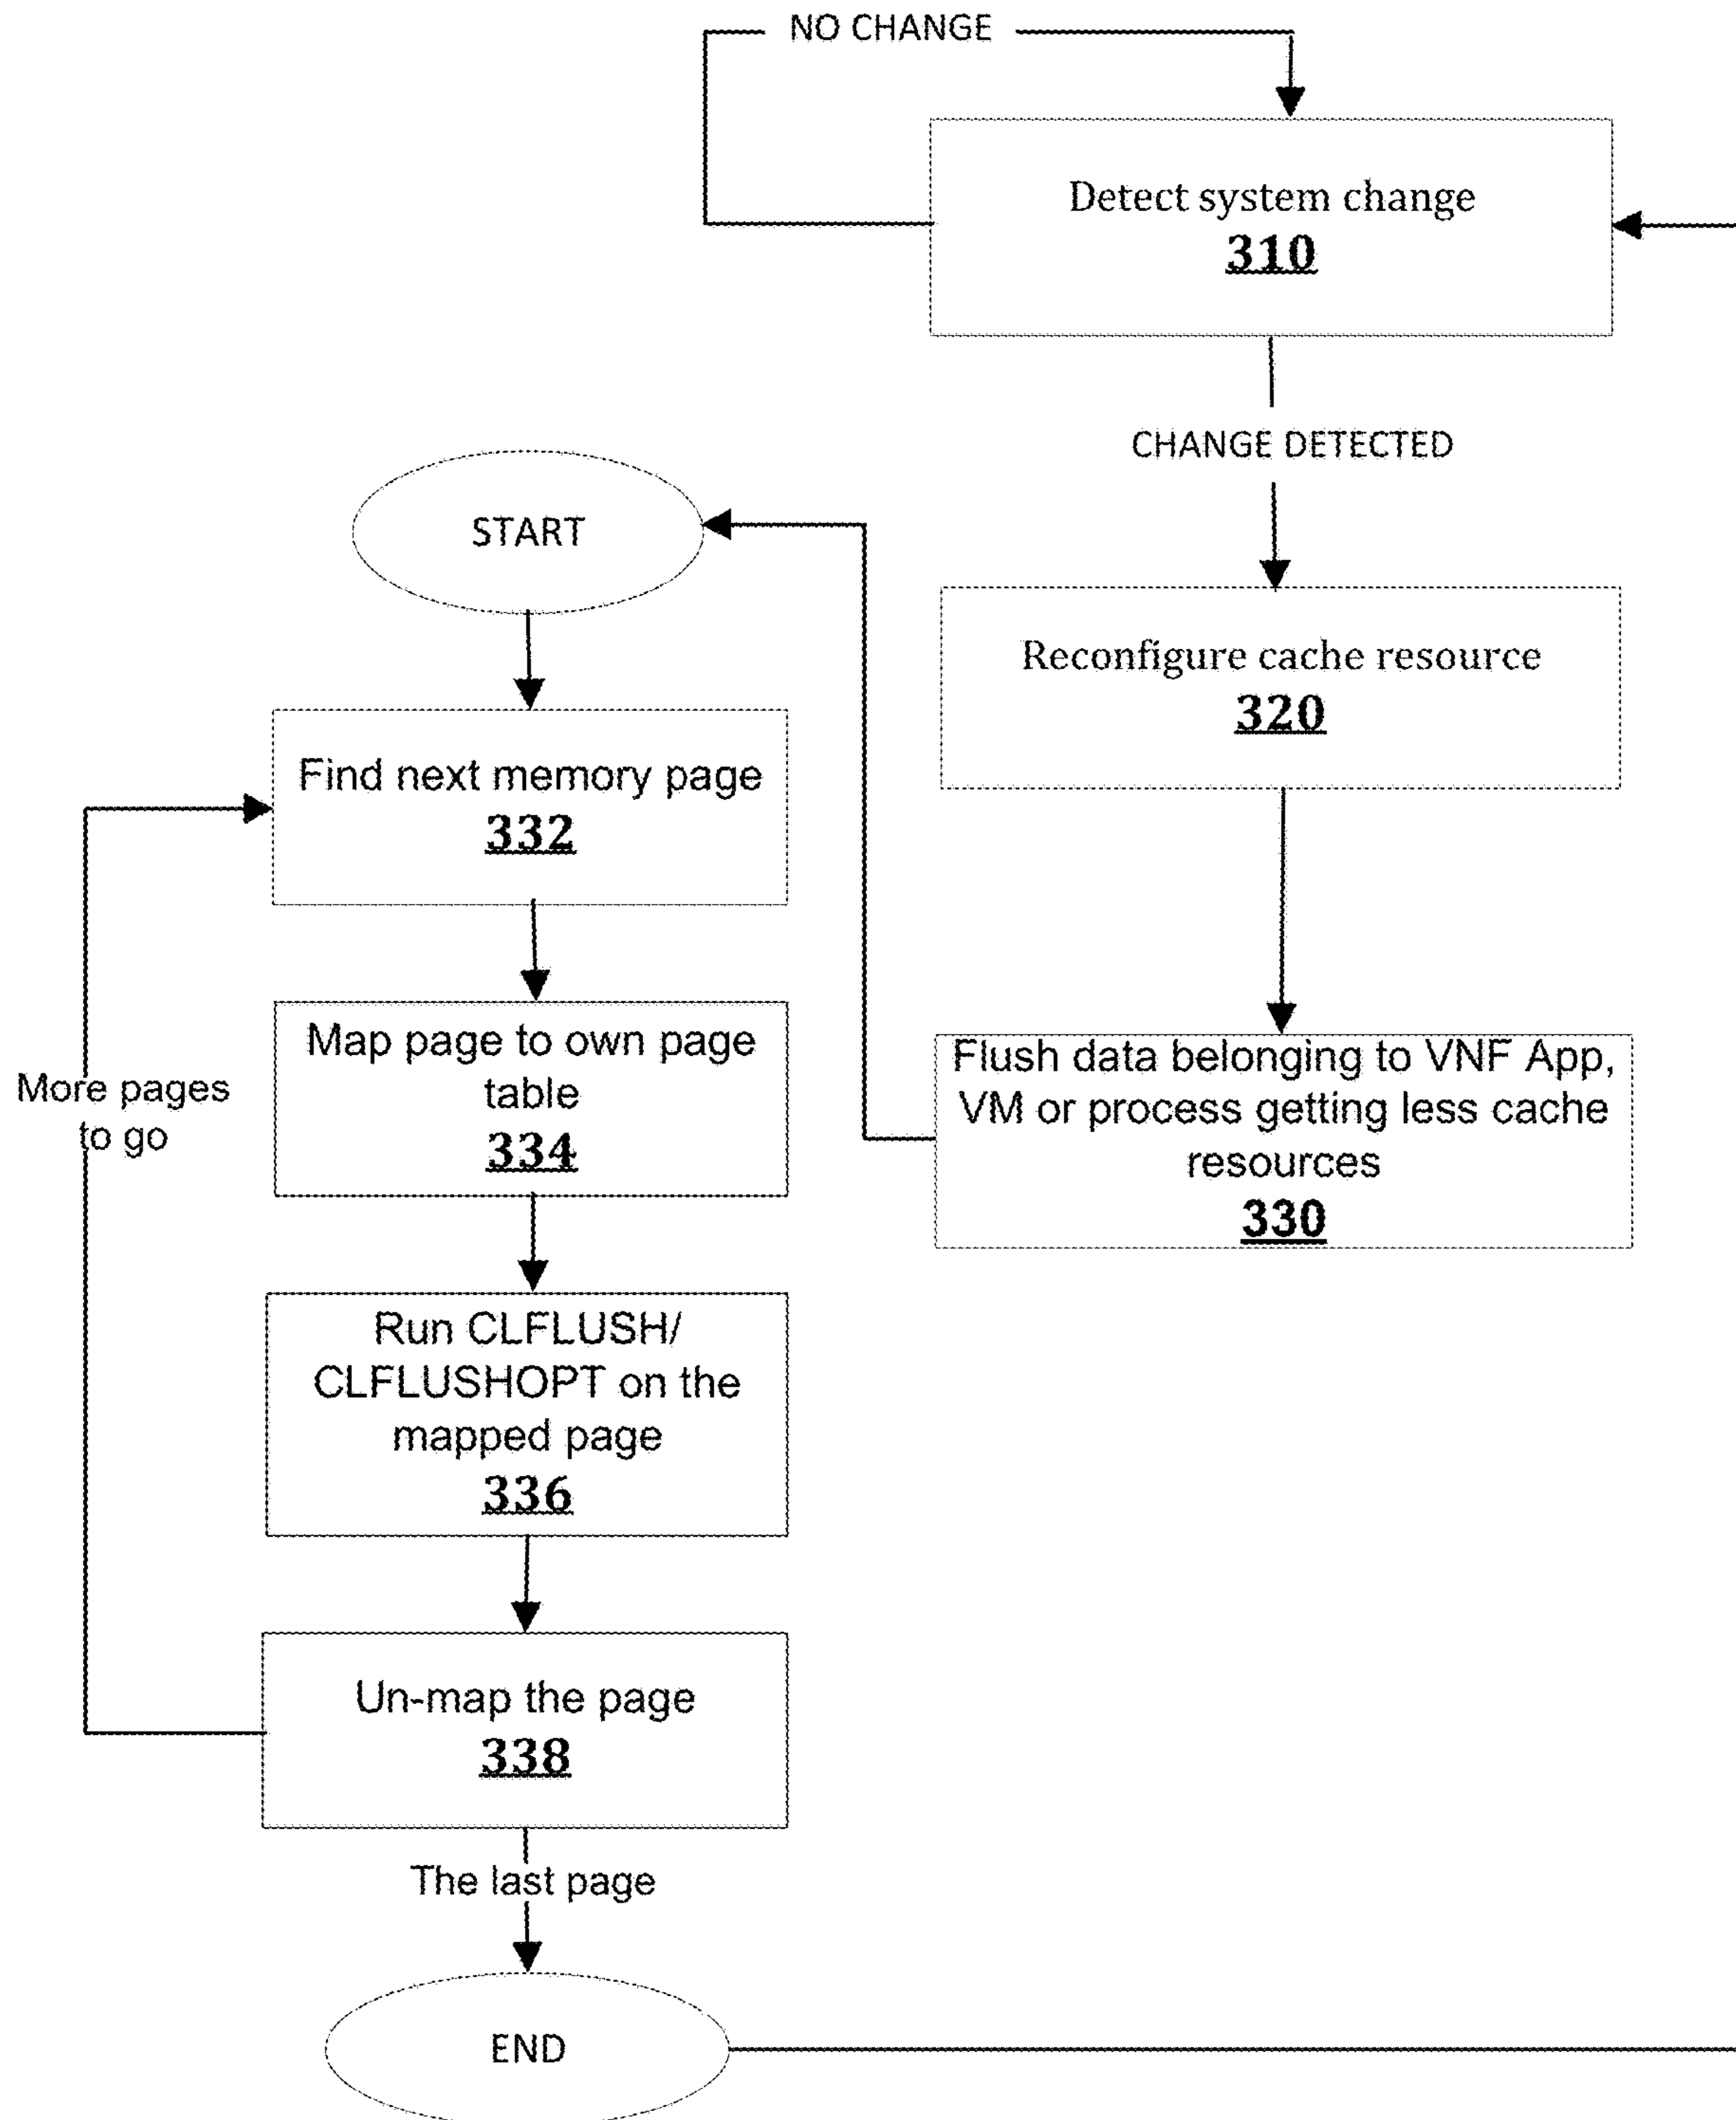 NO CHANGE
Detect system change
310
CHANGE DETECTED
Reconfigure cache resource
320
Flush data belonging to VNF App,
VM or process getting less cache
resources
330
START
Find next memory page
332
Map page to own page
table
334
Run CLFLUSH/
CLFLUSHOPT on the
mapped page
336
Un-map the page
338
More pages
to go
The last page
END